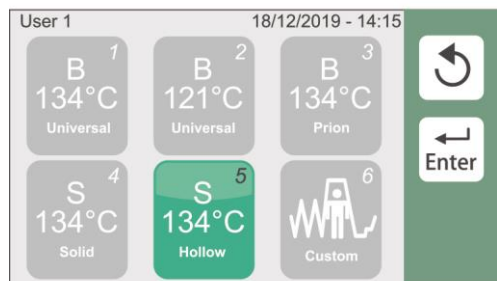 User 1 18/12/2019 - 14:15
1 2 3
B B B
134°C 121°C 134°C
Universal Universal Prion
Enter
4 5 6
S S
134°C 134°C
Solid Hollow Custom